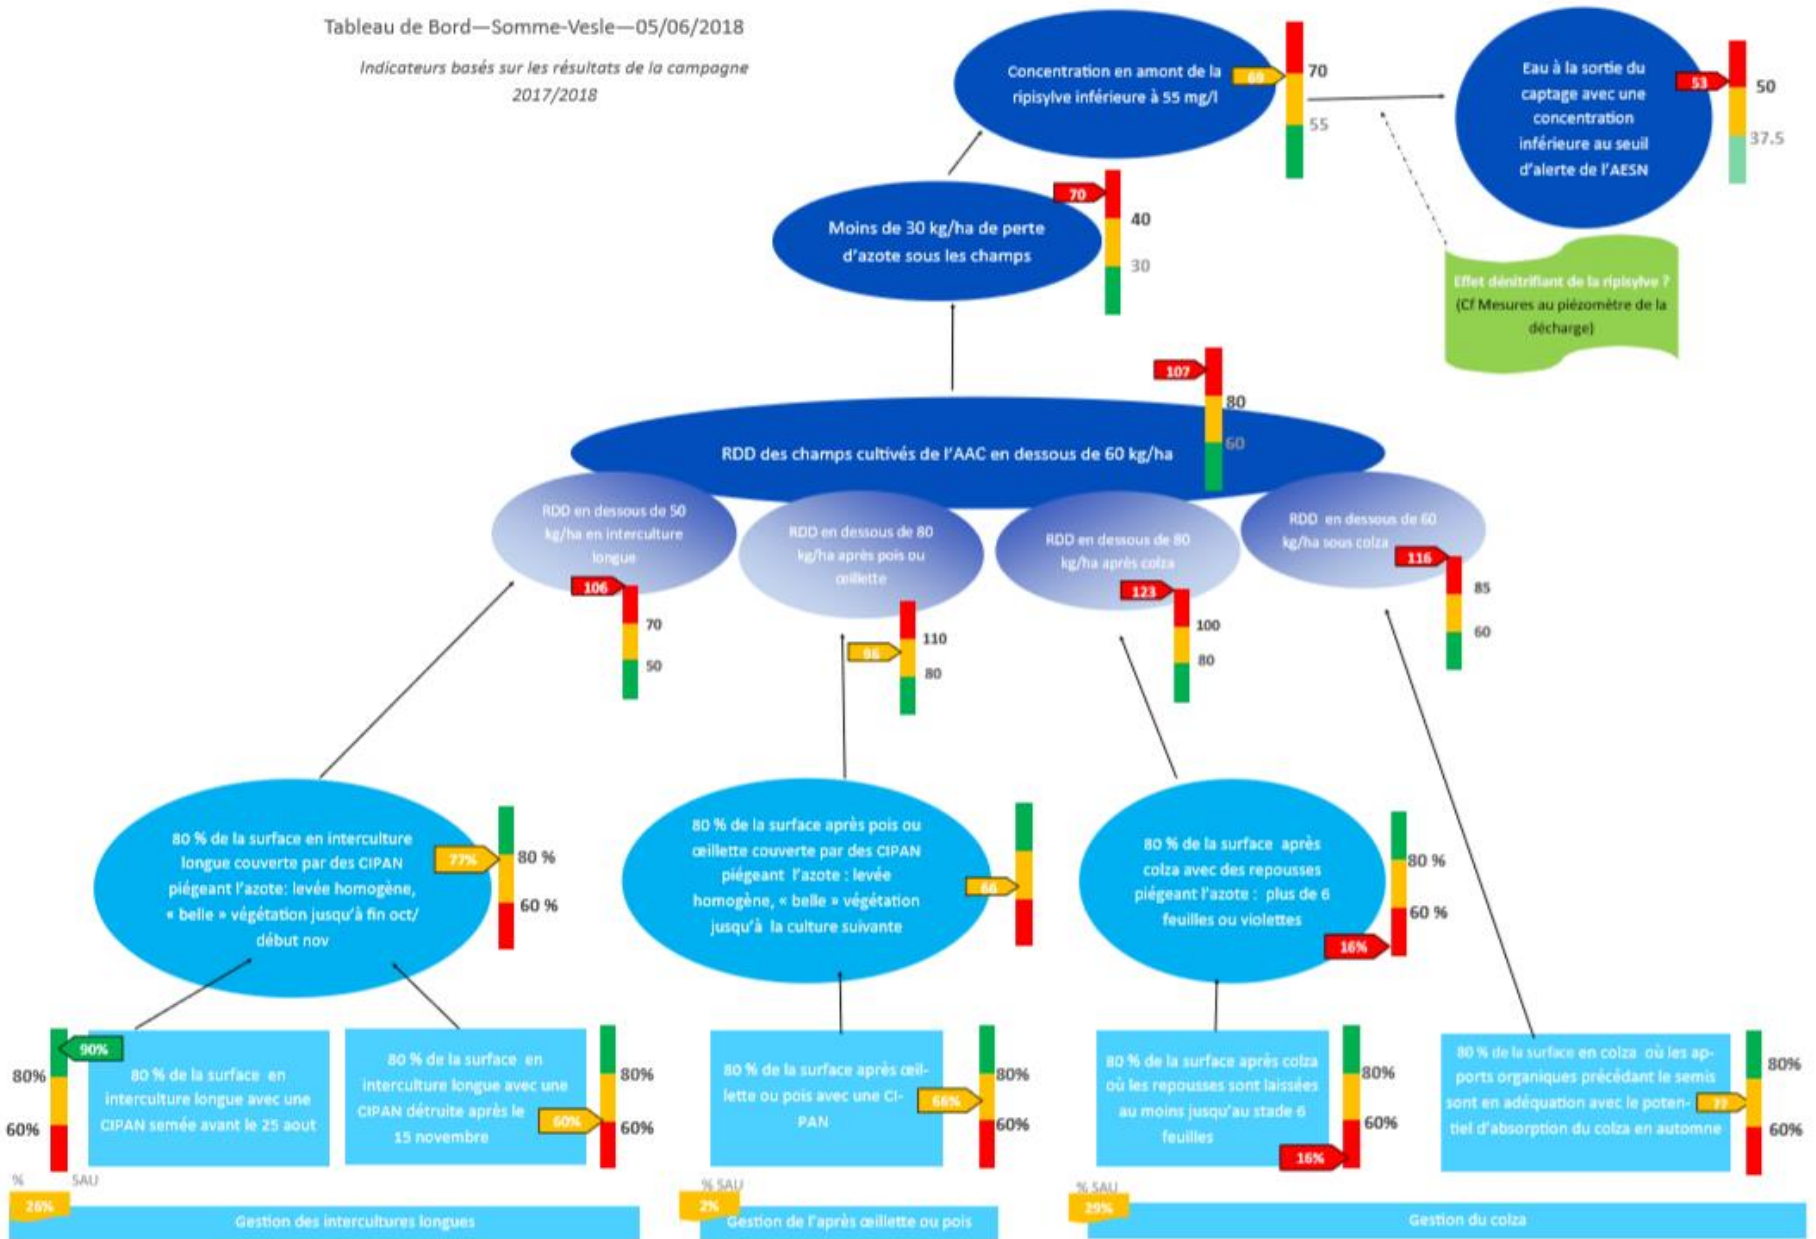 Tableau de Bord—Somme-Vesle—05/06/2018
Indicateurs basés sur les résultats de la campagne
2017/2018
Concentration en amont de la
ripisylve inférieure à 55 mg/l
69
70
55
Eau à la sortie du
captage avec une
concentration
inférieure au seuil
d'alerte de l'AESN
53
50
37.5
Moins de 30 kg/ha de perte
d'azote sous les champs
70
40
30
Effet dénitrifiant de la ripisylve ?
(Cf Mesures au piézomètre de la
décharge)
RDD des champs cultivés de l'AAC en dessous de 60 kg/ha
107
80
60
RDD en dessous de 50
kg/ha en interculture
longue
106
70
50
RDD en dessous de 80
kg/ha après pois ou
œillette
110
80
RDD en dessous de 80
kg/ha après colza
123
100
80
RDD en dessous de 60
kg/ha sous colza
116
85
60
80 % de la surface en interculture
longue couverte par des CIPAN
piégeant l'azote: levée homogène,
« belle » végétation jusqu'à fin oct/
début nov
77%
80 %
60 %
80 % de la surface après pois ou
œillette couverte par des CIPAN
piégeant l'azote : levée
homogène, « belle » végétation
jusqu'à la culture suivante
66
80 % de la surface après
colza avec des repousses
piégeant l'azote : plus de 6
feuilles ou violettes
16%
80 %
60 %
80%
60%
90%
80 % de la surface en
interculture longue avec une
CIPAN semée avant le 25 aout
80 % de la surface en
interculture longue avec une
CIPAN détruite après le
15 novembre
60%
80%
60%
80 % de la surface après œil-
lette ou pois avec une CI-
PAN
66%
80%
60%
80 % de la surface après colza
où les repousses sont laissées
au moins jusqu'au stade 6
feuilles
16%
80%
60%
80 % de la surface en colza où les ap-
ports organiques précédant le semis
sont en adéquation avec le poten-
tiel d'absorption du colza en automne
80%
60%
% SAU
26%
Gestion des intercultures longues
% SAU
2%
Gestion de l'après œillette ou pois
% SAU
29%
Gestion du colza